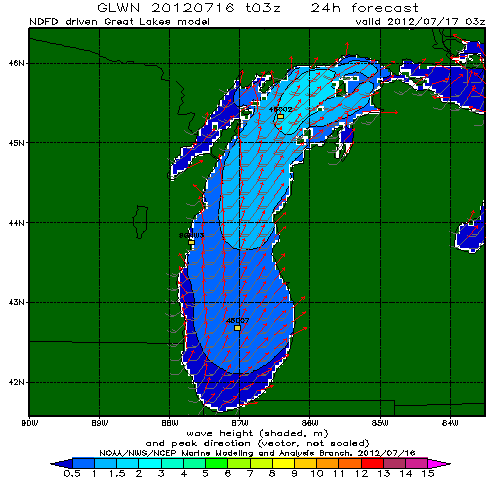 GLWN 20120716 t03z    24h forecast
NDFD driven Great Lakes model    valid 2012/07/17 03z
46N
45002
45N
44N
43N
45007
42N
90W 89W 88W 87W 86W 85W 84W
wave height (shaded, m)
and peak direction (vector, not scaled)
NOAA/NWS/NCEP Marine Modeling and Analysis Branch, 2012/07/16
0.5 1 1.5 2 3 4 5 6 7 8 9 10 11 12 13 14 15